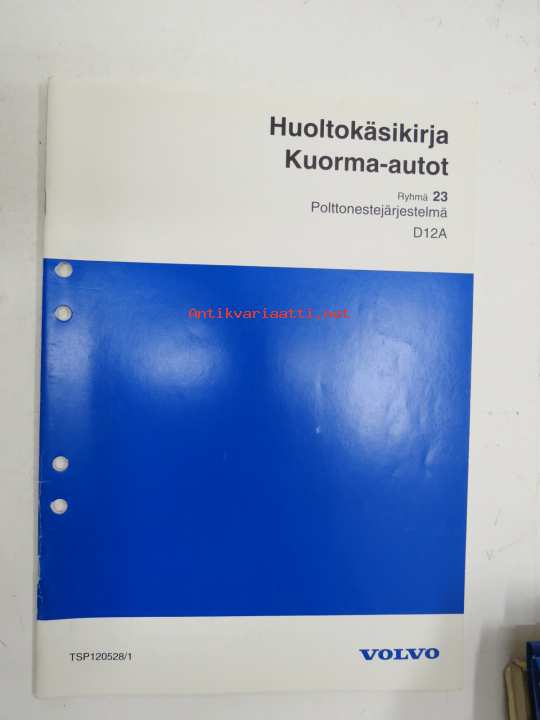 Huoltokäsikirja
Kuorma-autot
Ryhmä 23
Polttonestejärjestelmä
D12A
Antikvariaatti.net
TSP120528/1
VOLVO